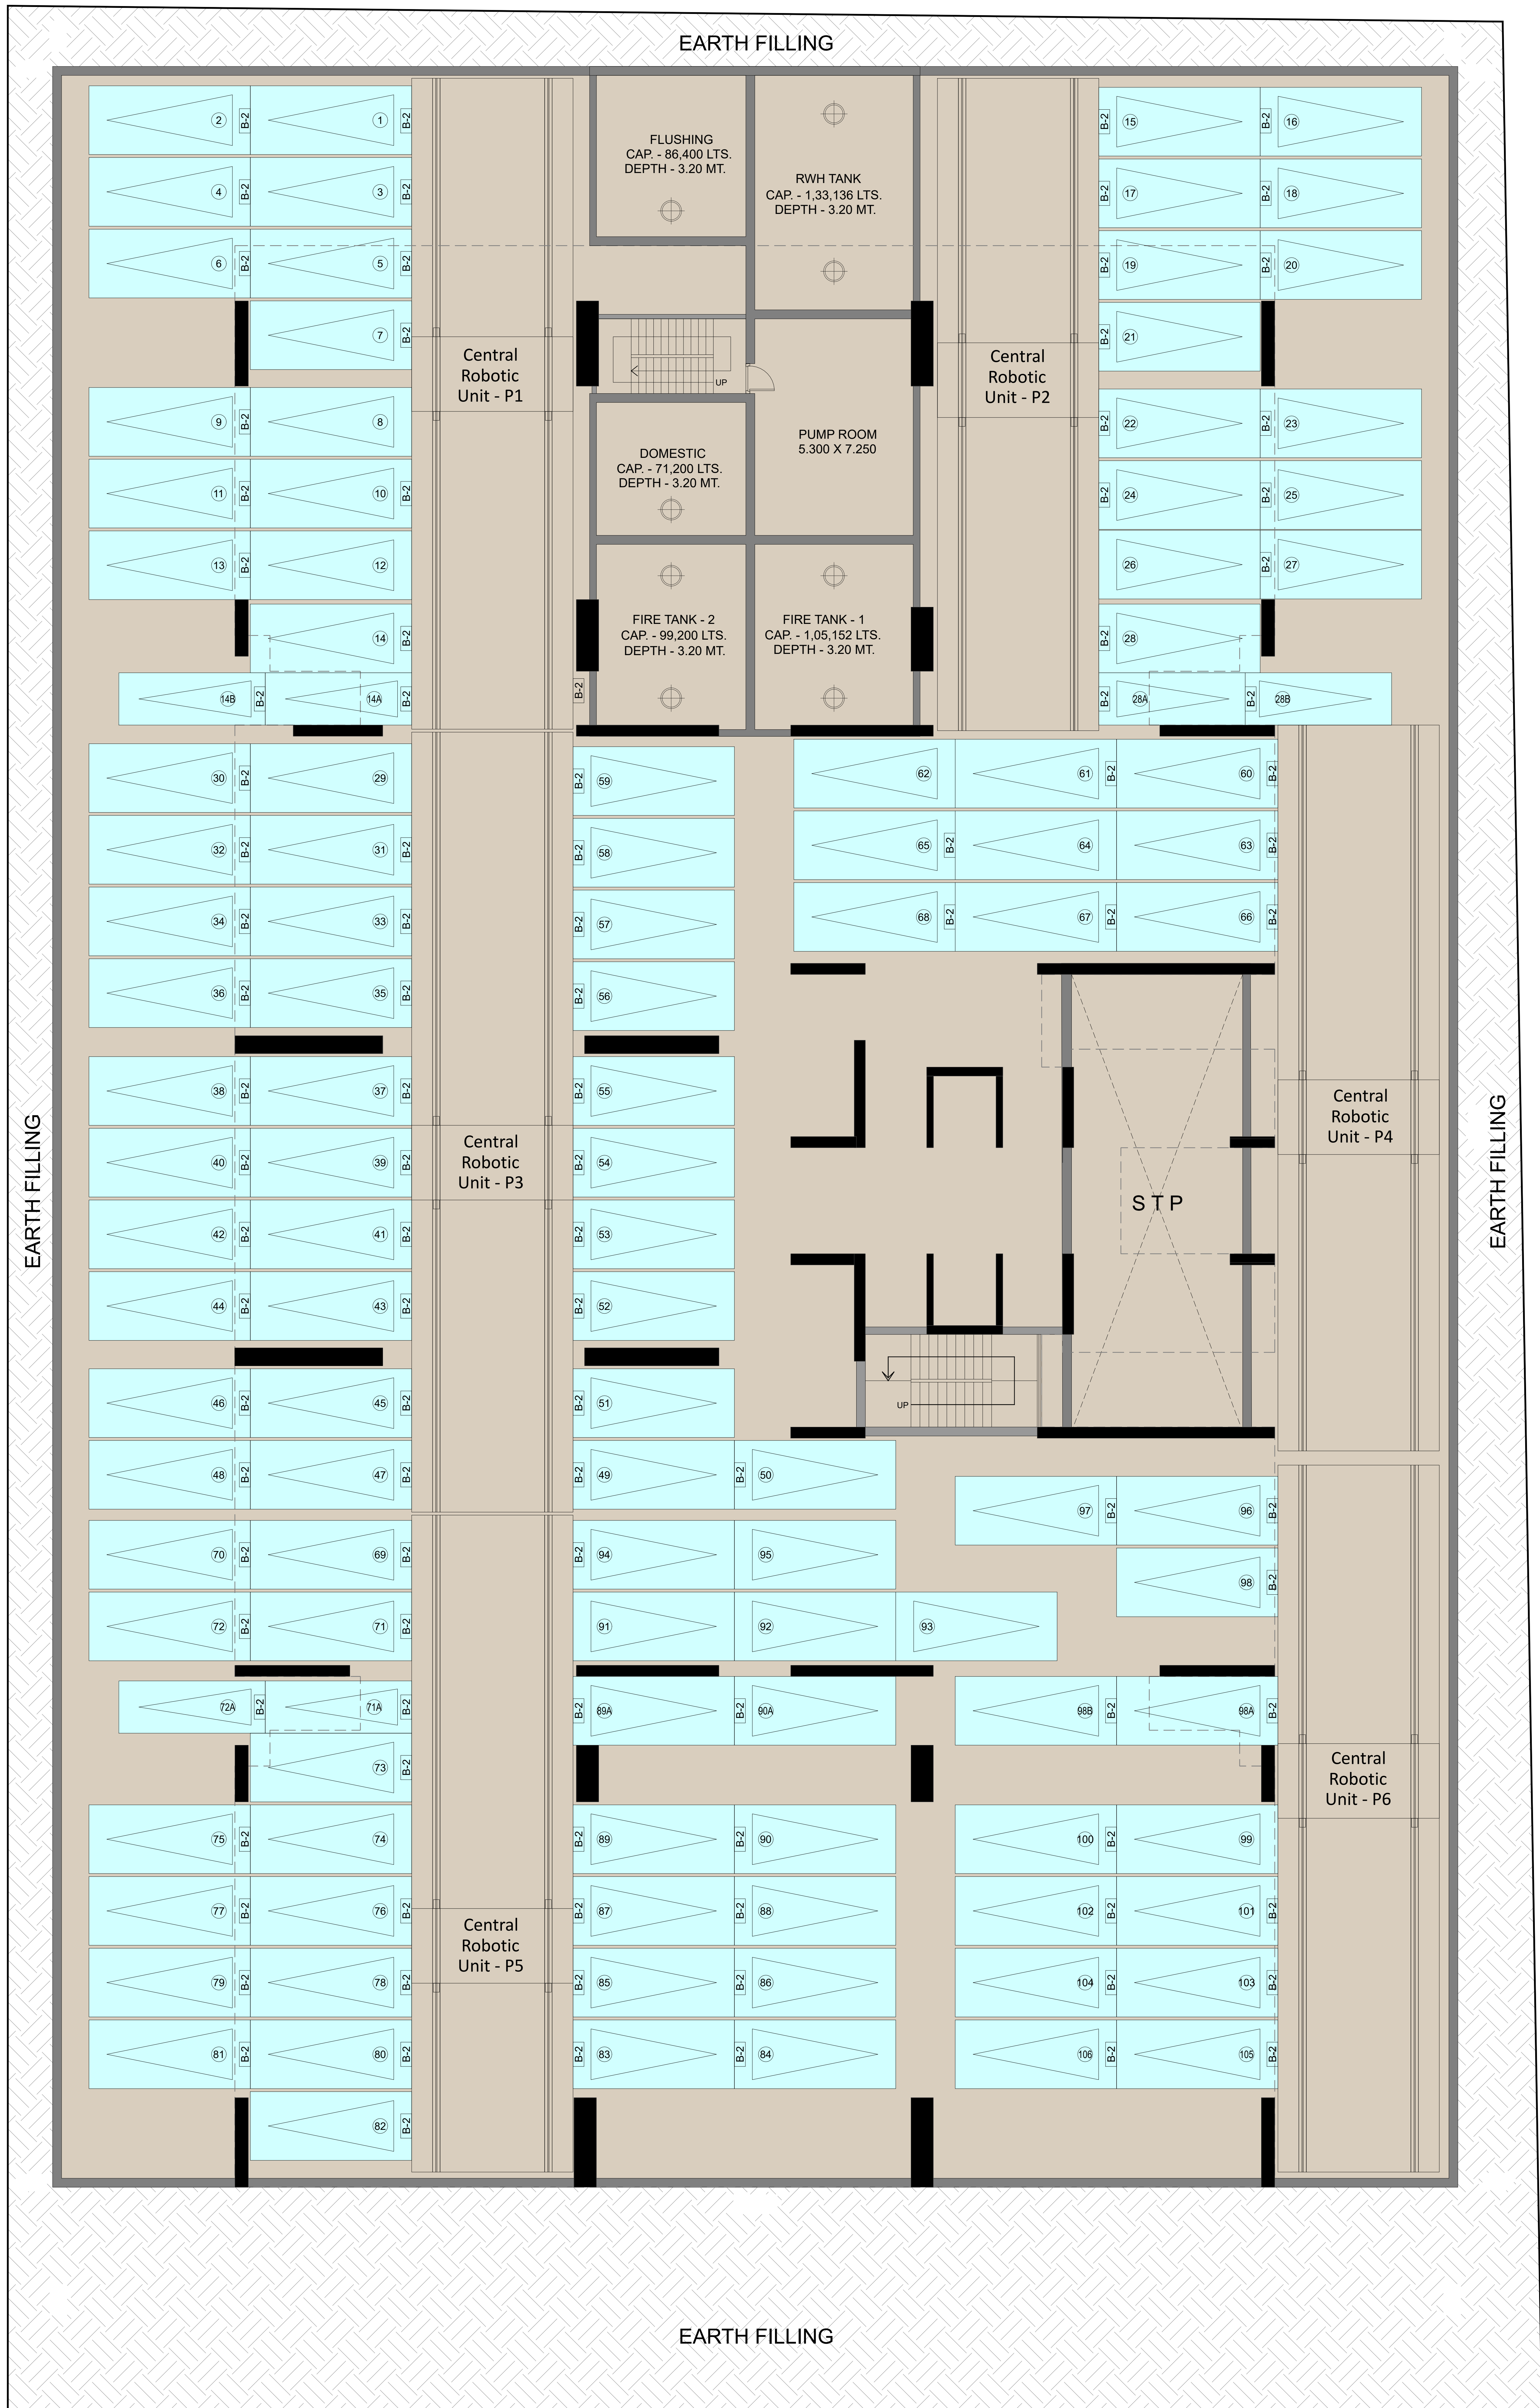 EARTH FILLING
2 B-2 1 B-2
4 B-2 3 B-2
6 B-2 5 B-2
7 B-2
9 B-2 8 B-2
11 B-2 10 B-2
13 B-2 12 B-2
14 B-2
14B B-2 14A B-2
Central
Robotic
Unit - P1
FLUSHING
CAP. - 86,400 LTS.
DEPTH - 3.20 MT.
RWH TANK
CAP. - 1,33,136 LTS.
DEPTH - 3.20 MT.
UP
DOMESTIC
CAP. - 71,200 LTS.
DEPTH - 3.20 MT.
PUMP ROOM
5.300 X 7.250
FIRE TANK - 2
CAP. - 99,200 LTS.
DEPTH - 3.20 MT.
FIRE TANK - 1
CAP. - 1,05,152 LTS.
DEPTH - 3.20 MT.
B-2
Central
Robotic
Unit - P2
B-2 15 B-2 16
B-2 17 B-2 18
B-2 19 B-2 20
B-2 21
B-2 22 B-2 23
B-2 24 B-2 25
26 B-2 27
28
B-2 28A B-2 28B
30 B-2 29 B-2
32 B-2 31 B-2
34 B-2 33 B-2
36 B-2 35 B-2
38 B-2 37 B-2
40 B-2 39 B-2
42 B-2 41 B-2
44 B-2 43 B-2
46 B-2 45 B-2
48 B-2 47 B-2
Central
Robotic
Unit - P3
B-2 59
B-2 58
B-2 57
B-2 56
B-2 55
B-2 54
B-2 53
B-2 52
B-2 51
B-2 49 B-2 50
62 61 B-2 60 B-2
65 B-2 64 63 B-2
68 B-2 67 B-2 66 B-2
STP
UP
Central
Robotic
Unit - P4
EARTH FILLING
EARTH FILLING
70 B-2 69 B-2
72 B-2 71 B-2
72A B-2 71A B-2
73 B-2
75 B-2 74 B-2
77 B-2 76 B-2
79 B-2 78 B-2
81 B-2 80 B-2
82 B-2
Central
Robotic
Unit - P5
B-2 94 95
91 92 93
B-2 89A B-2 90A
B-2 89 B-2 90
B-2 87 B-2 88
B-2 85 86
B-2 83 B-2 84
97 B-2 96 B-2
98 B-2
98B 98A B-2
100 99
102 B-2 101 B-2
104 B-2 103 B-2
106 B-2 105 B-2
Central
Robotic
Unit - P6
EARTH FILLING